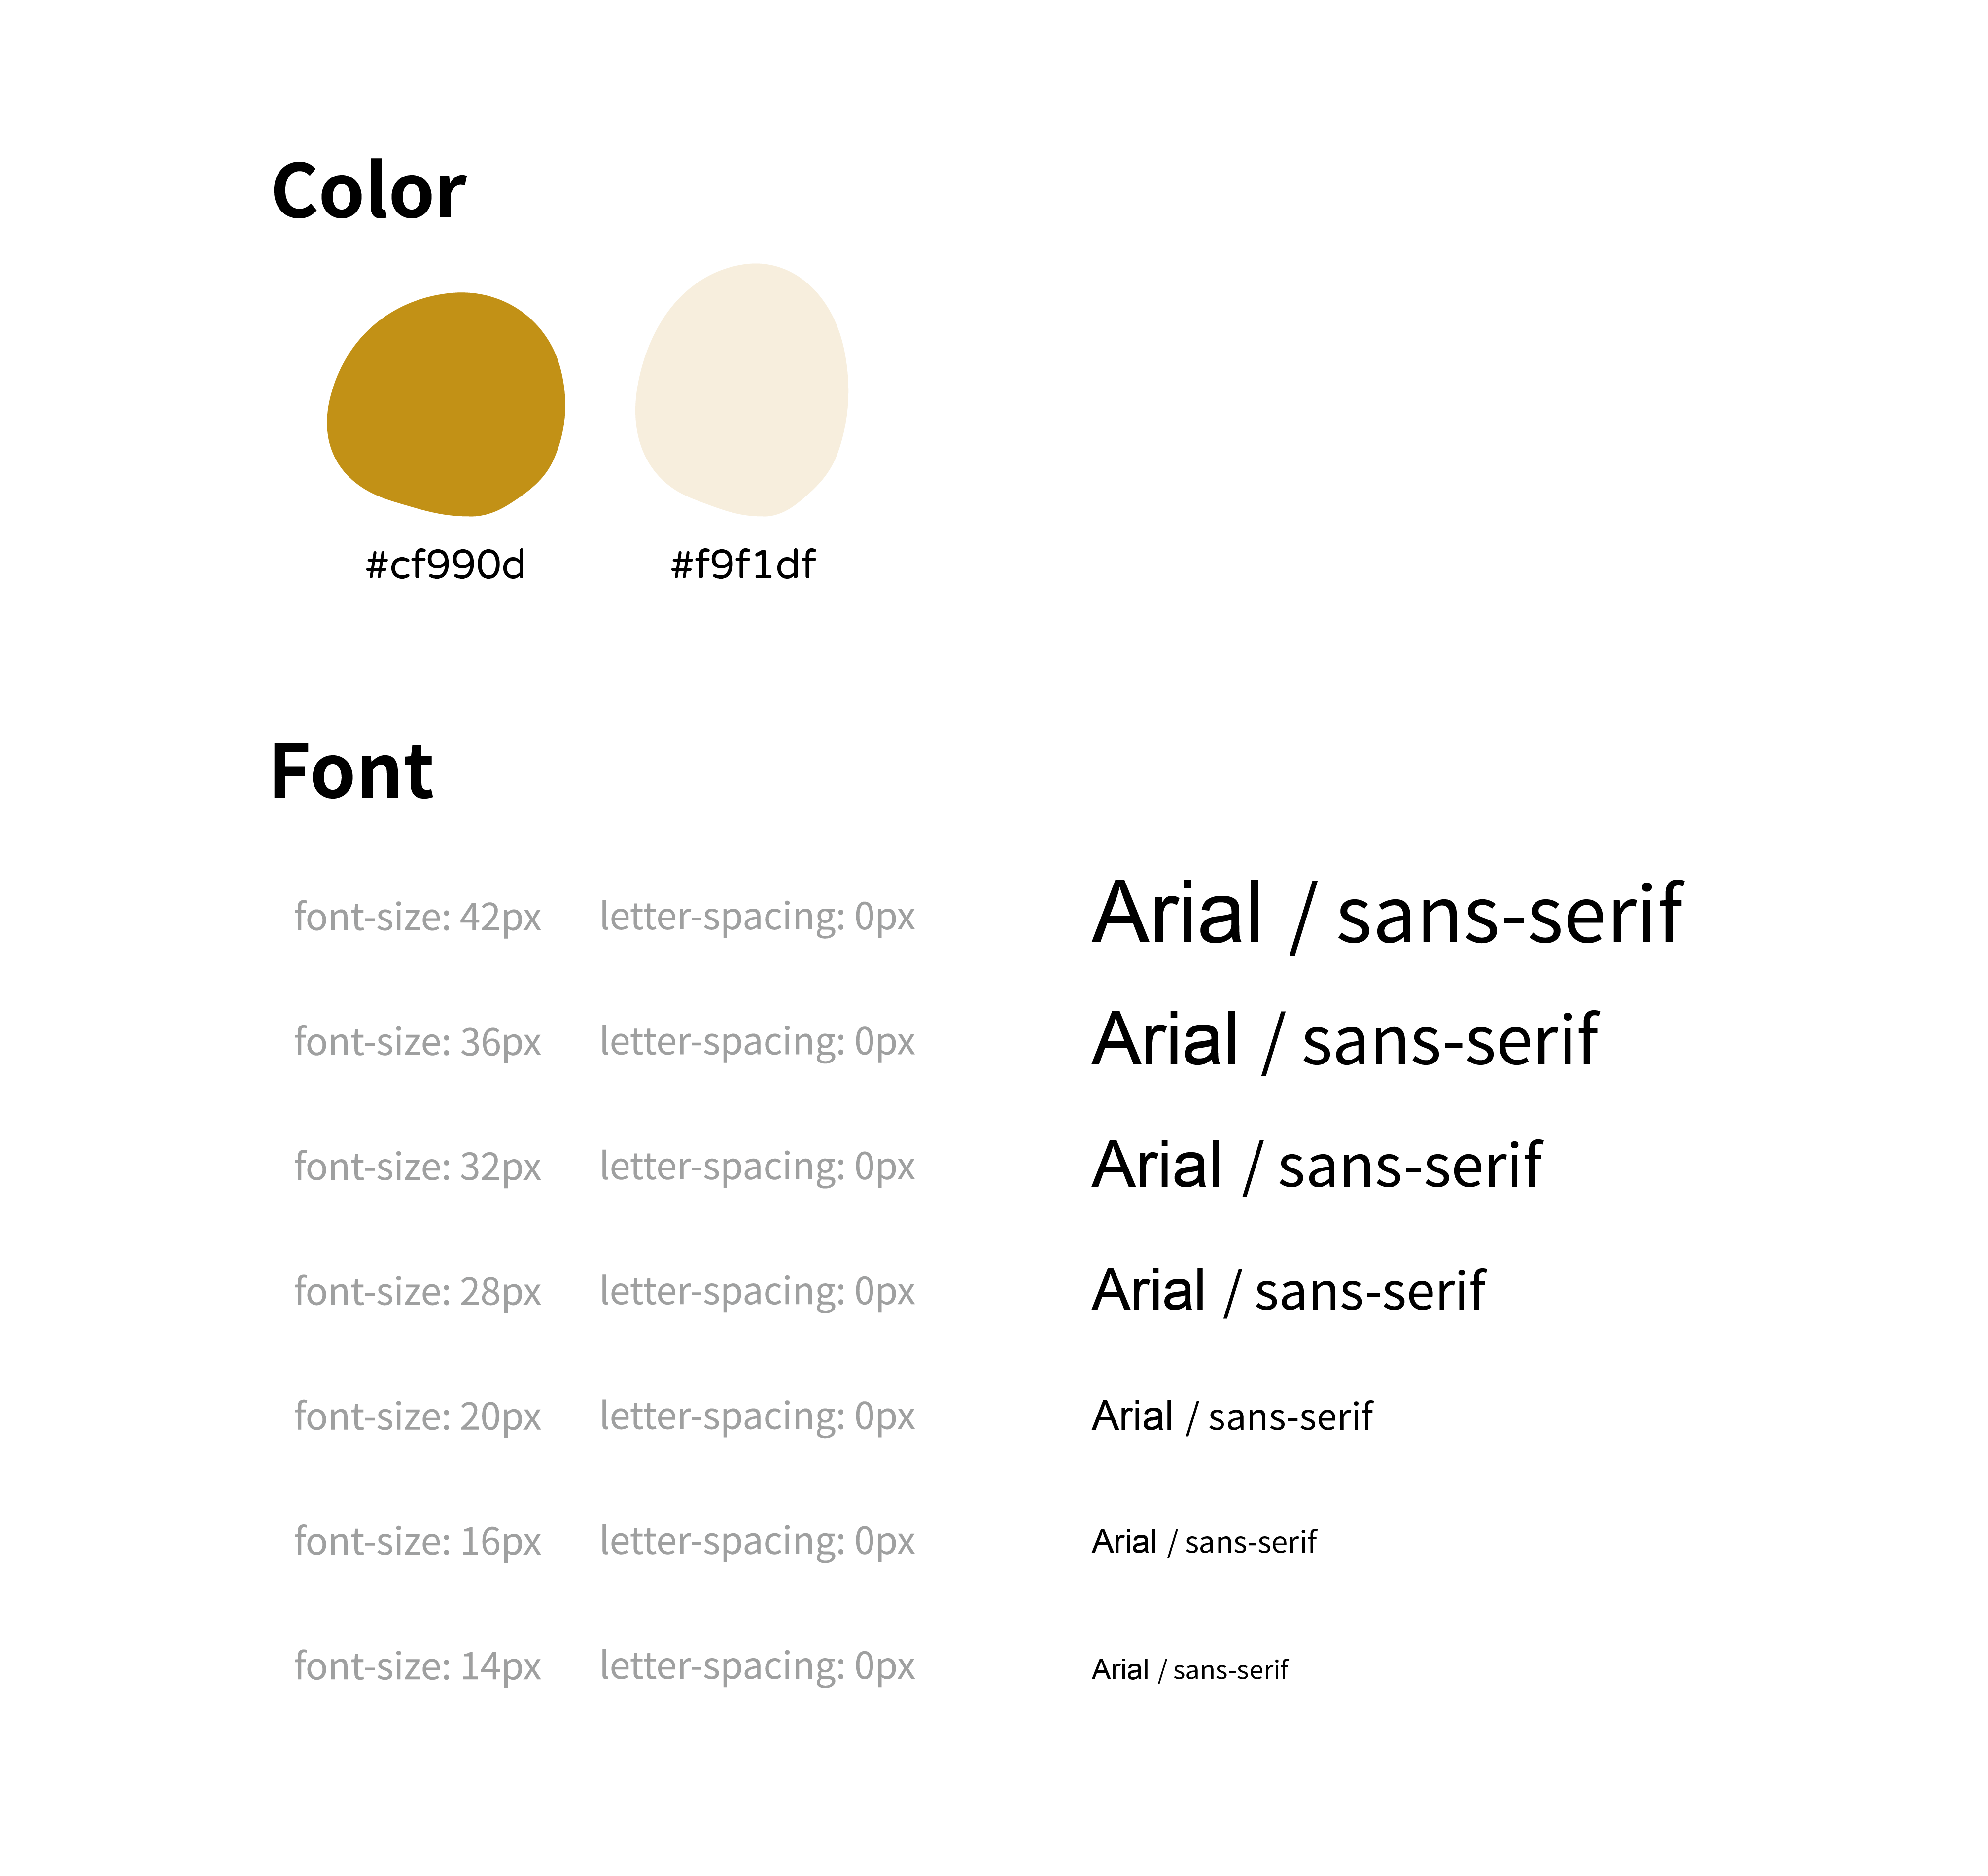 Color
#cf990d #f9f1df
Font
font-size: 42px letter-spacing: 0px Arial / sans-serif
font-size: 36px letter-spacing: 0px Arial / sans-serif
font-size: 32px letter-spacing: 0px Arial / sans-serif
font-size: 28px letter-spacing: 0px Arial / sans-serif
font-size: 20px letter-spacing: 0px Arial / sans-serif
font-size: 16px letter-spacing: 0px Arial / sans-serif
font-size: 14px letter-spacing: 0px Arial / sans-serif